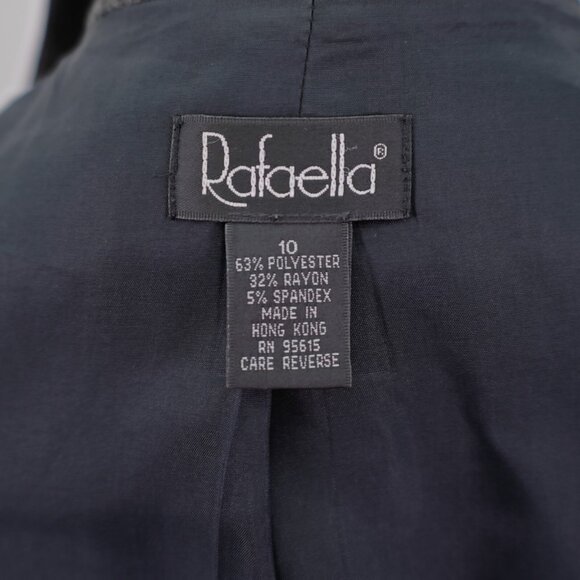 Rafaella®
10
63% POLYESTER
32% RAYON
5% SPANDEX
MADE IN
HONG KONG
RN 95615
CARE REVERSE